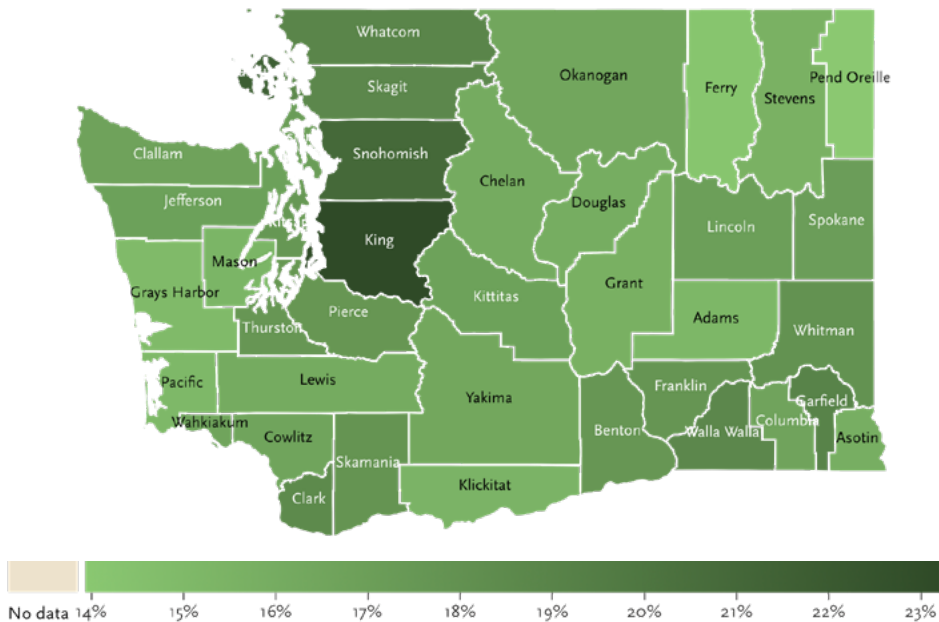 Whatcom
Skagit
Okanogan
Ferry
Stevens
Pend Oreille
Snohomish
Clallam
Chelan
Jefferson
Douglas
Lincoln
Spokane
King
Mason
Grays Harbor
Kittitas
Grant
Pierce
Thurston
Adams
Whitman
Pacific
Lewis
Yakima
Franklin
Garfield
Wahkiakum
Cowlitz
Benton
Walla Walla
Columbia
Asotin
Skamania
Klickitat
Clark
No data 14% 15% 16% 17% 18% 19% 20% 21% 22% 23%